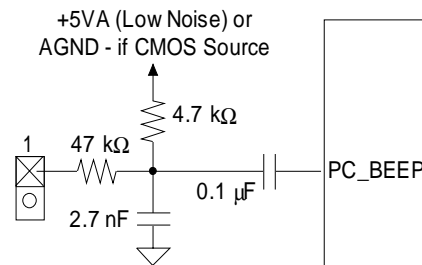 +5VA (Low Noise) or
AGND - if CMOS Source
4.7 kΩ
1
47 kΩ
PC_BEEP
0.1 µF
2.7 nF